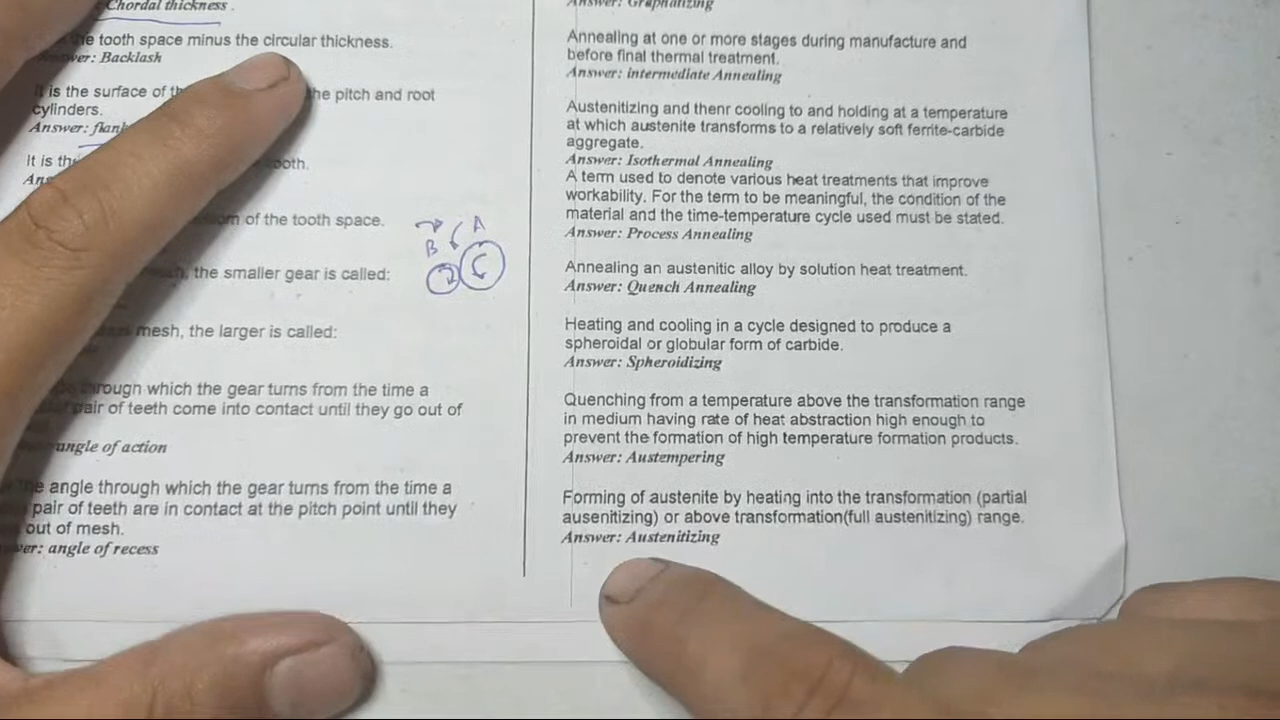 Chordal thickness.
tooth space minus the circular thickness.
Answer: Backlash
is the surface of the pitch and root
cylinders.
Answer: flank
It is the tooth.
of the tooth space.
the smaller gear is called:
mesh, the larger is called:
through which the gear turns from the time a
pair of teeth come into contact until they go out of
angle of action
the angle through which the gear turns from the time a
pair of teeth are in contact at the pitch point until they
out of mesh.
angle of recess
A
B
C
Answer: Graphatizing
Annealing at one or more stages during manufacture and
before final thermal treatment.
Answer: intermediate Annealing
Austenitizing and thenr cooling to and holding at a temperature
at which austenite transforms to a relatively soft ferrite-carbide
aggregate.
Answer: Isothermal Annealing
A term used to denote various heat treatments that improve
workability. For the term to be meaningful, the condition of the
material and the time-temperature cycle used must be stated.
Answer: Process Annealing
Annealing an austenitic alloy by solution heat treatment.
Answer: Quench Annealing
Heating and cooling in a cycle designed to produce a
spheroidal or globular form of carbide.
Answer: Spheroidizing
Quenching from a temperature above the transformation range
in medium having rate of heat abstraction high enough to
prevent the formation of high temperature formation products.
Answer: Austempering
Forming of austenite by heating into the transformation (partial
ausenitizing) or above transformation(full austenitizing) range.
Answer: Austenitizing